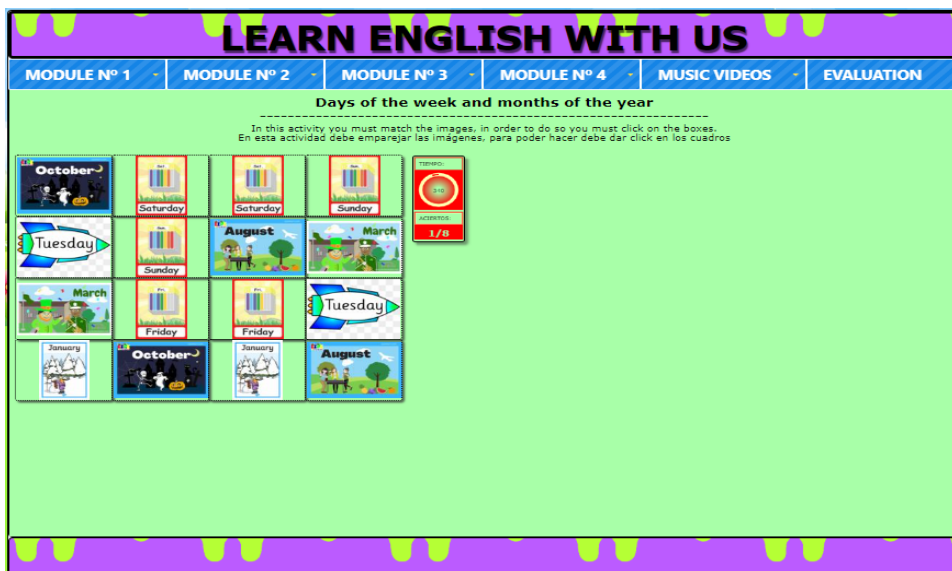 LEARN ENGLISH WITH US
MODULE Nº 1
MODULE Nº 2
MODULE Nº 3
MODULE Nº 4
MUSIC VIDEOS
EVALUATION
Days of the week and months of the year
----------------------------------------------------------------
In this activity you must match the images, in order to do so you must click on the boxes.
En esta actividad debe emparejar las imágenes, para poder hacer debe dar click en los cuadros
October
Saturday
Saturday
Sunday
Tuesday
Sunday
August
March
March
Friday
Friday
Tuesday
January
October
January
August
TIEMPO:
240
ACIERTOS:
1/8